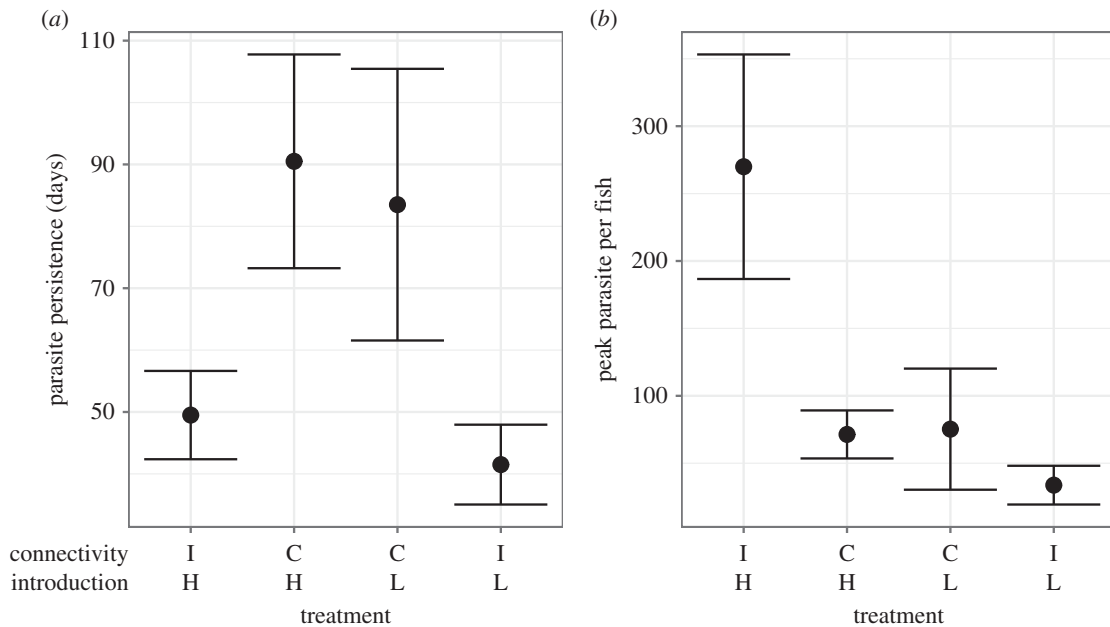 (a)
110
90
70
50
parasite persistence (days)
connectivity I C C I
introduction H H L L
treatment
(b)
300
200
100
peak parasite per fish
I C C I
H H L L
treatment